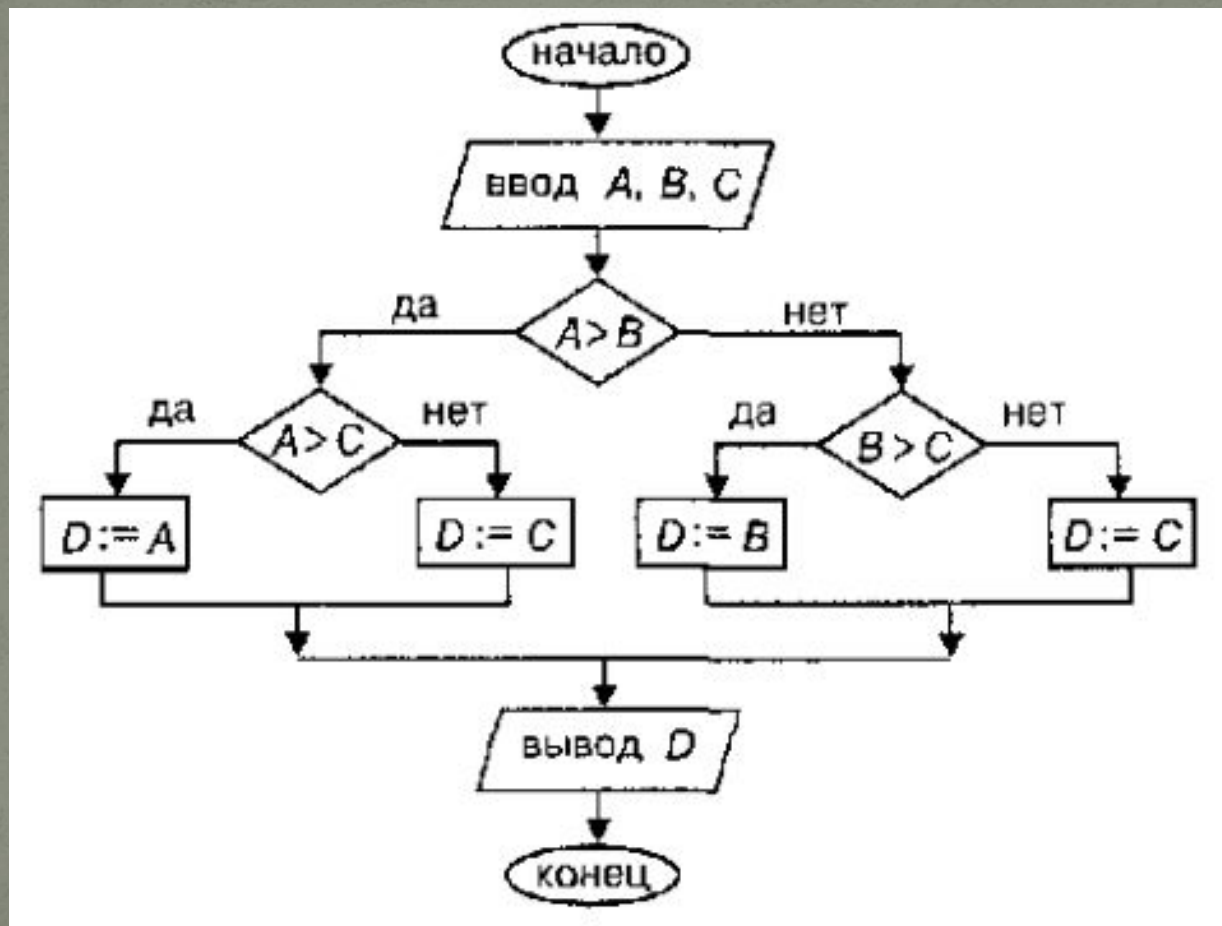 начало
ввод A, B, C
да
A > B
нет
да
A > C
нет
да
B > C
нет
D := A
D := C
D := B
D := C
вывод D
конец